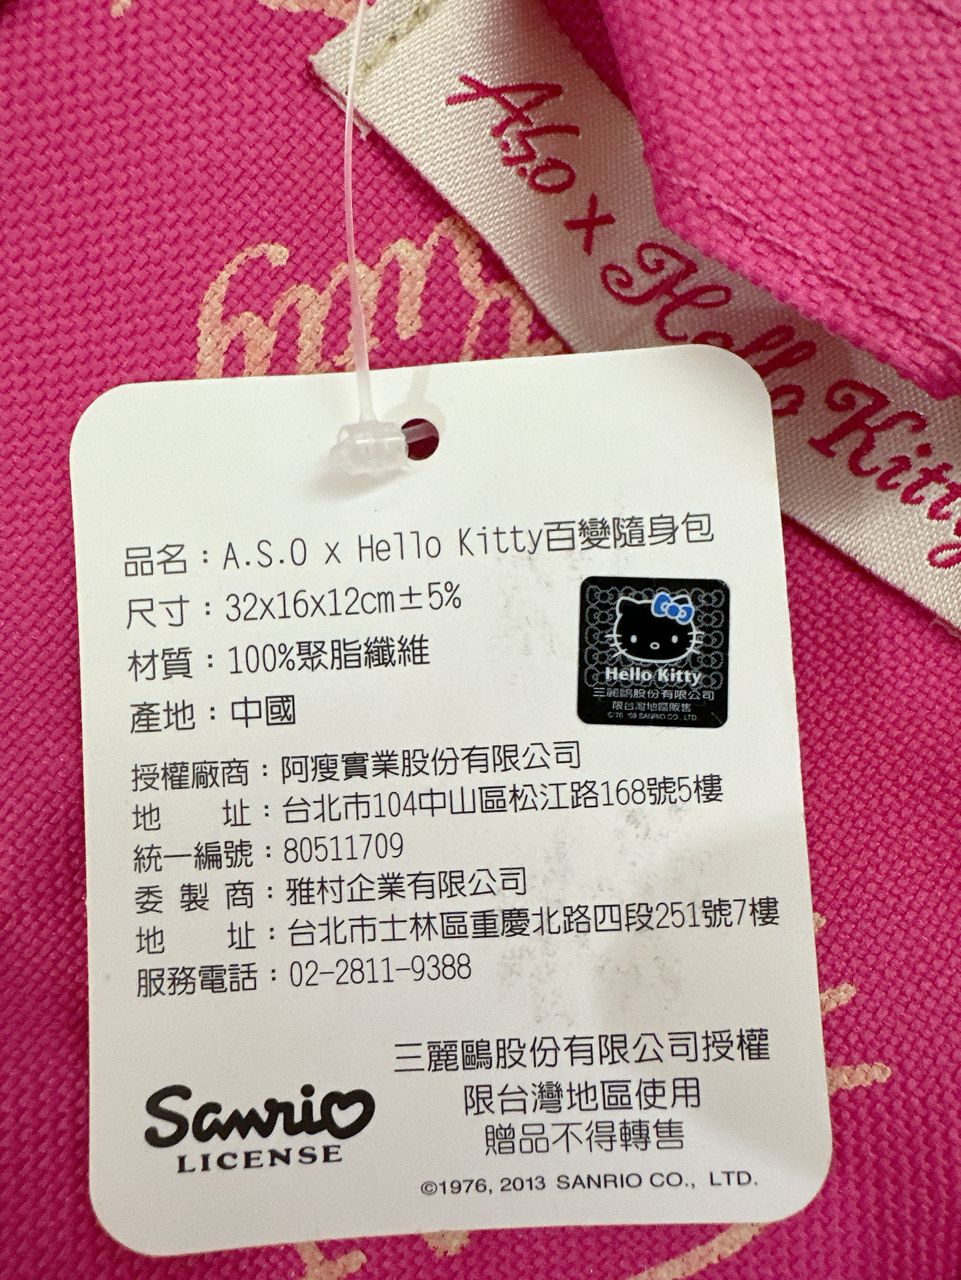 A.S.O x Hello Kitty
品名：A.S.O x Hello Kitty百變隨身包
尺寸：32x16x12cm±5%
材質：100%聚脂纖維
產地：中國
Hello Kitty
三麗鷗股份有限公司
限台灣地區販售
©'76, '09 SANRIO CO., LTD.
授權廠商：阿瘦實業股份有限公司
地　　址：台北市104中山區松江路168號5樓
統一編號：80511709
委 製 商：雅村企業有限公司
地　　址：台北市士林區重慶北路四段251號7樓
服務電話：02-2811-9388
三麗鷗股份有限公司授權
限台灣地區使用
贈品不得轉售
Sanrio
LICENSE
©1976, 2013 SANRIO CO., LTD.